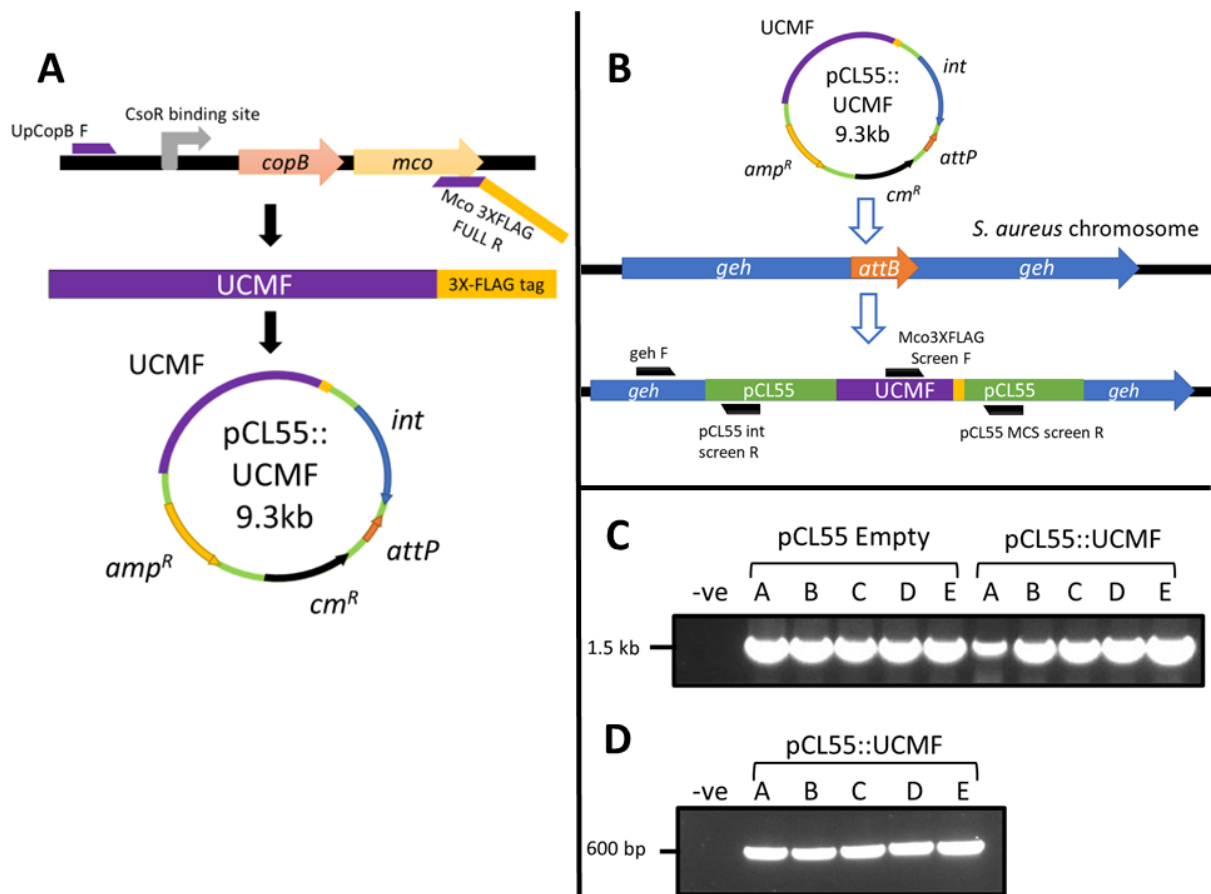 A
UpCopB F
CsoR binding site
copB
mco
Mco 3XFLAG
FULL R
UCMF
3X-FLAG tag
UCMF
pCL55::
UCMF
9.3kb
int
attP
cmR
ampR
B
UCMF
pCL55::
UCMF
9.3kb
int
attP
cmR
ampR
S. aureus chromosome
geh
attB
geh
geh F
Mco3XFLAG
Screen F
geh
pCL55
UCMF
pCL55
geh
pCL55 int
screen R
pCL55 MCS screen R
C
pCL55 Empty
pCL55::UCMF
-ve A B C D E A B C D E
1.5 kb
D
pCL55::UCMF
-ve A B C D E
600 bp